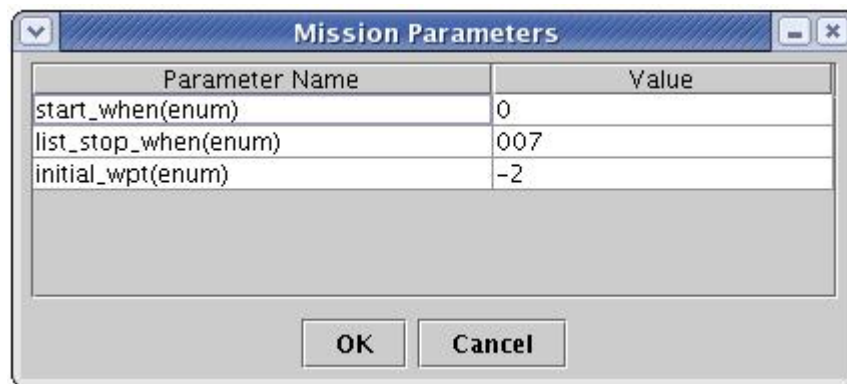 Mission Parameters
Parameter Name Value
start_when(enum) 0
list_stop_when(enum) 007
initial_wpt(enum) -2
OK Cancel